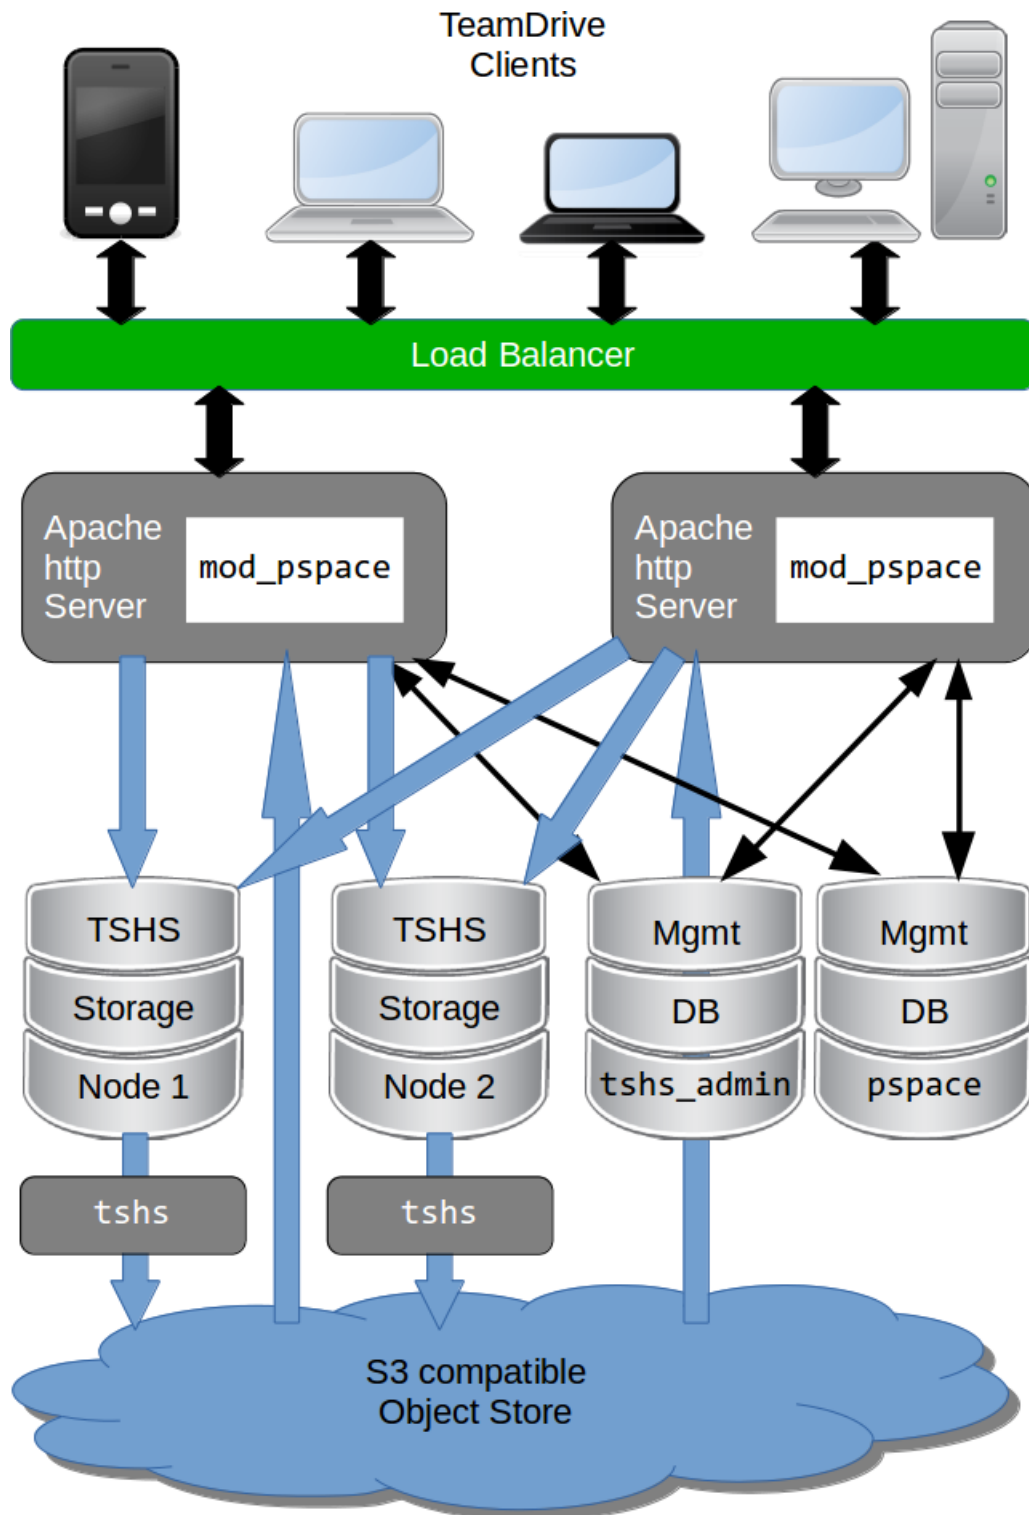 TeamDrive
Clients
Load Balancer
Apache
http
Server
mod_pspace
Apache
http
Server
mod_pspace
TSHS
Storage
Node 1
TSHS
Storage
Node 2
Mgmt
DB
tshs_admin
Mgmt
DB
pspace
tshs
tshs
S3 compatible
Object Store